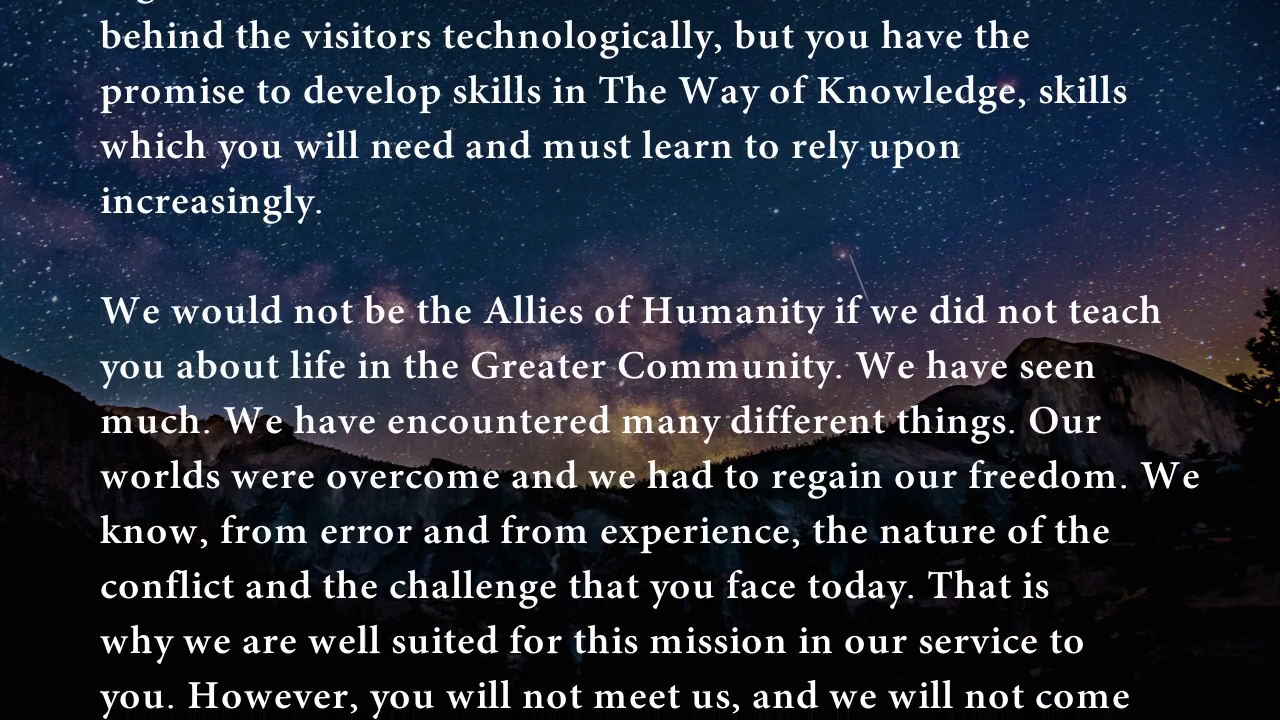 behind the visitors technologically, but you have the
promise to develop skills in The Way of Knowledge, skills
which you will need and must learn to rely upon
increasingly.
We would not be the Allies of Humanity if we did not teach
you about life in the Greater Community. We have seen
much. We have encountered many different things. Our
worlds were overcome and we had to regain our freedom. We
know, from error and from experience, the nature of the
conflict and the challenge that you face today. That is
why we are well suited for this mission in our service to
you. However, you will not meet us, and we will not come